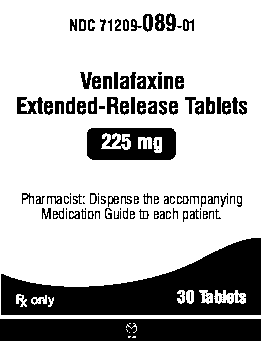 NDC 71209-089-01
Venlafaxine
Extended-Release Tablets
225 mg
Pharmacist: Dispense the accompanying
Medication Guide to each patient.
Rx only
30 Tablets